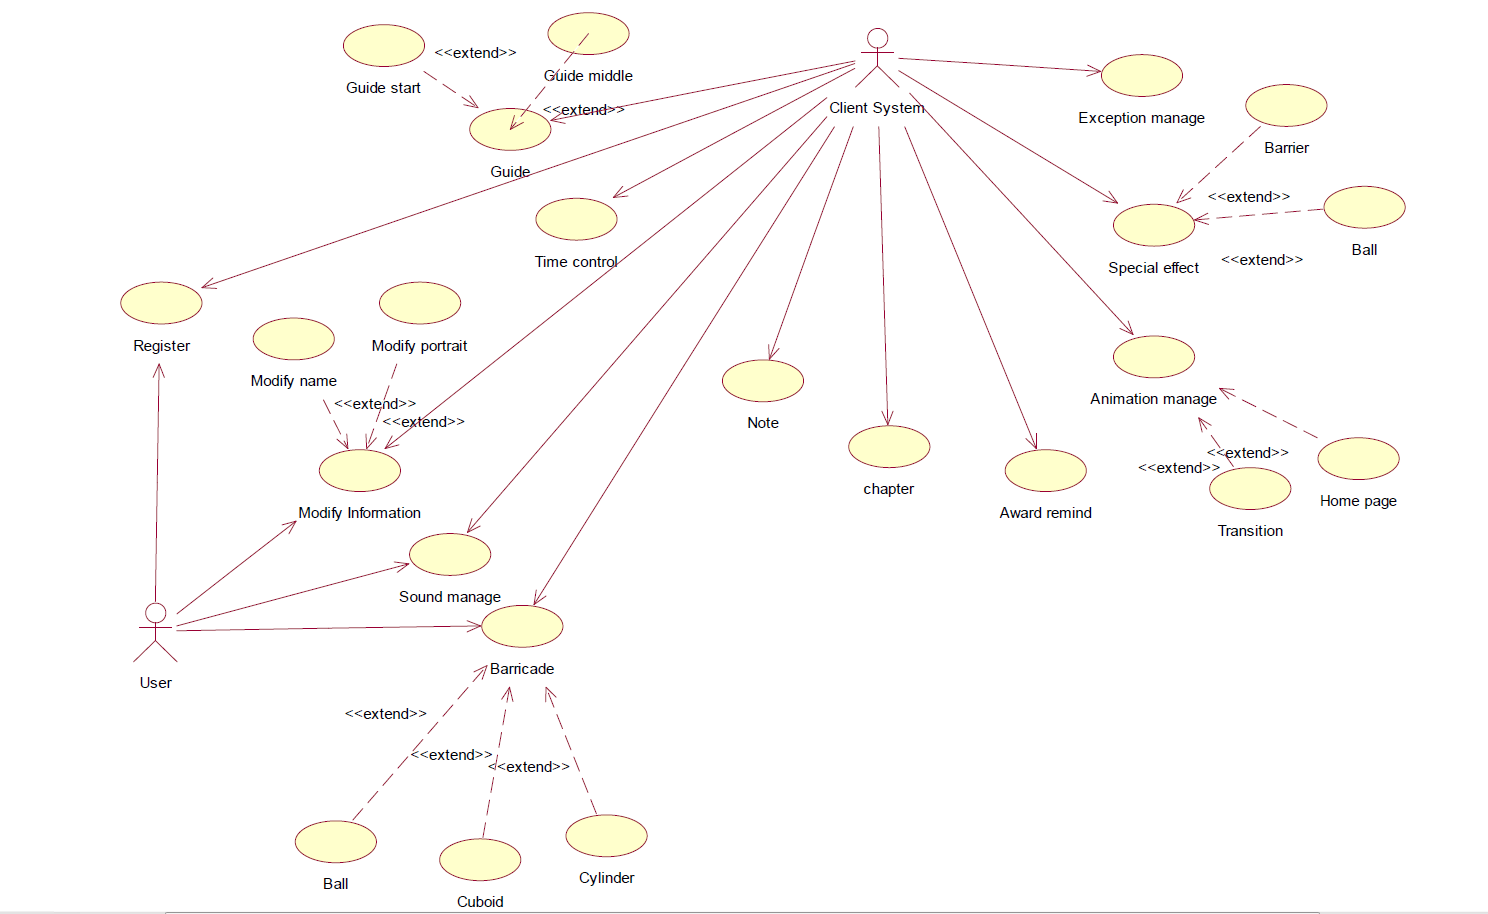 <<extend>>
Guide start
Guide middle
<<extend>>
Guide
Client System
Exception manage
Barrier
<<extend>>
Ball
<<extend>>
Special effect
Time control
Register
Modify name
Modify portrait
<<extend>>
<<extend>>
Modify Information
Note
chapter
Award remind
Animation manage
<<extend>>
<<extend>>
Home page
Transition
Sound manage
User
Barricade
<<extend>>
<<extend>>
<<extend>>
Ball
Cuboid
Cylinder